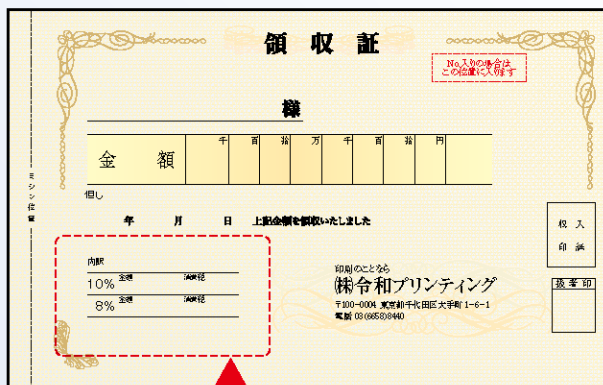 領収証
No.入りの場合は
この位置に入ります
様
金額 千 百 拾 万 千 百 拾 円
但し
年 月 日 上記金額を領収いたしました
ミシン位置
内訳
10% 金額 消費税
8% 金額 消費税
印刷のことなら
㈱令和プリンティング
〒100-0004 東京都千代田区大手町1-6-1
電話 03(6658)8440
収入
印紙
扱者印